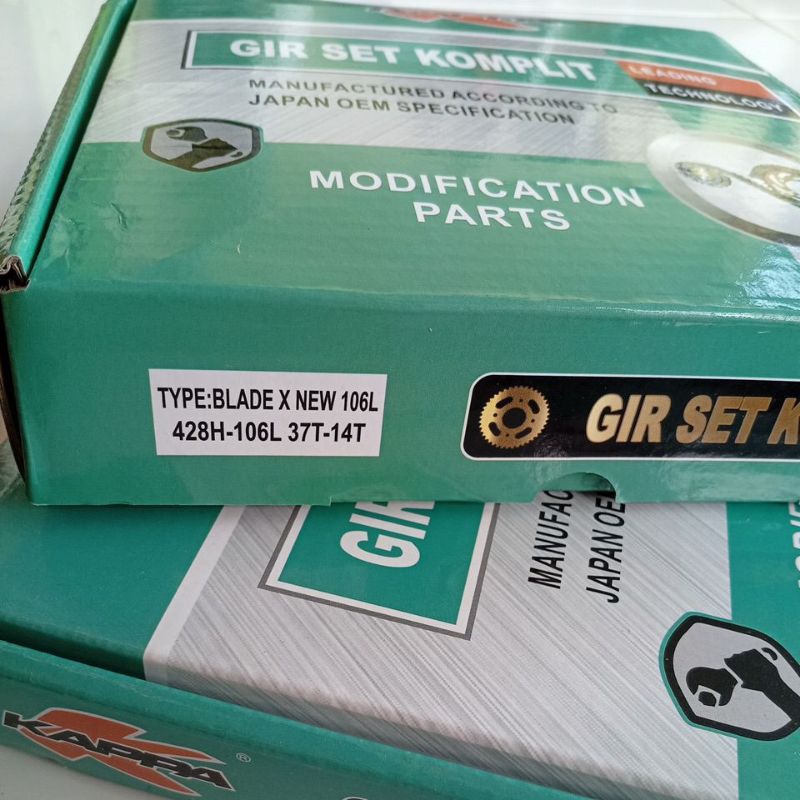 KAPPA
GIR SET KOMPLIT
LEADING
TECHNOLOGY
MANUFACTURED ACCORDING TO
JAPAN OEM SPECIFICATION
MODIFICATION
PARTS
TYPE:BLADE X NEW 106L
428H-106L 37T-14T
GIR SET K
GIR
MANUFAC
JAPAN OE
KAPPA ®